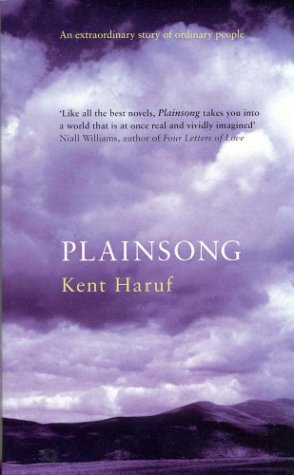 An extraordinary story of ordinary people
‘Like all the best novels, Plainsong takes you into
a world that is at once real and vividly imagined’
Niall Williams, author of Four Letters of Love
PLAINSONG
Kent Haruf